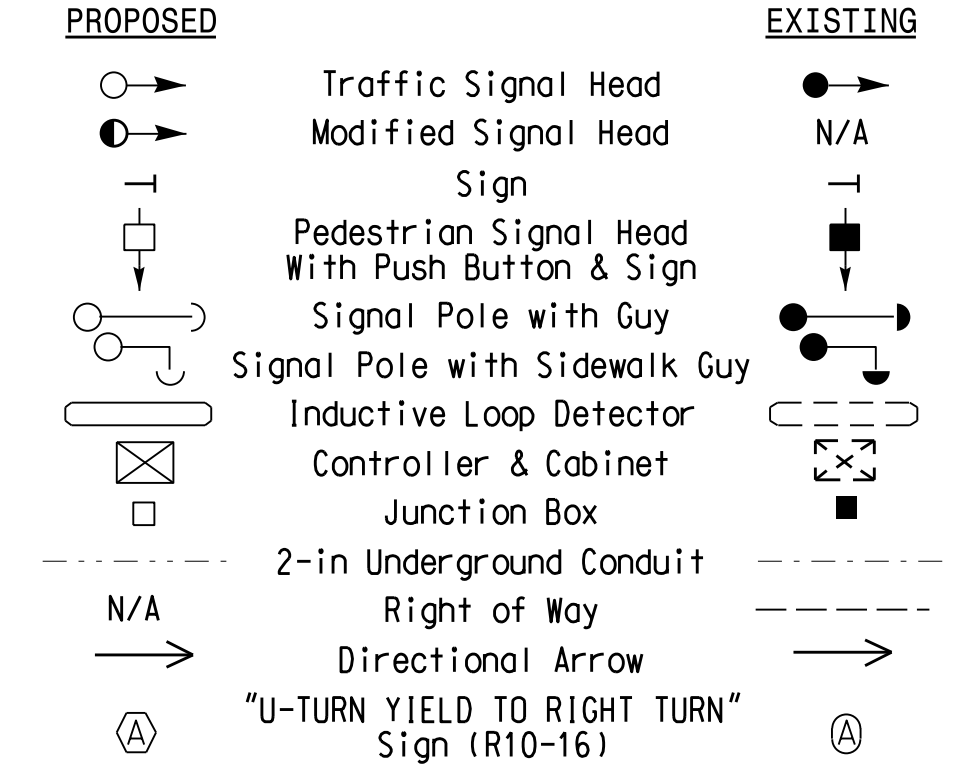 PROPOSED EXISTING
Traffic Signal Head
Modified Signal Head N/A
Sign
Pedestrian Signal Head
With Push Button & Sign
Signal Pole with Guy
Signal Pole with Sidewalk Guy
Inductive Loop Detector
Controller & Cabinet
Junction Box
2-in Underground Conduit
N/A Right of Way
Directional Arrow
"U-TURN YIELD TO RIGHT TURN"
A Sign (R10-16) A